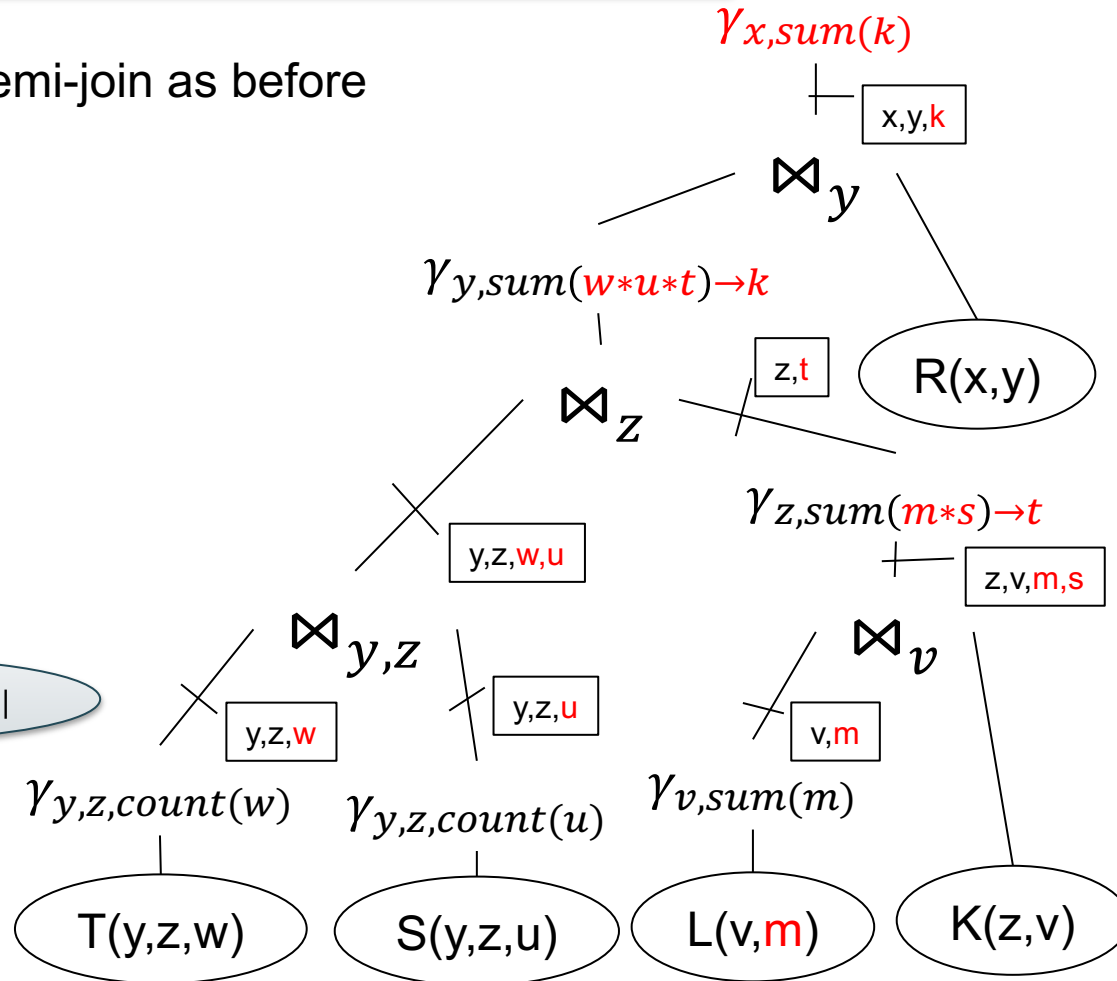 γx,sum(k)
emi-join as before
x,y,k
⋈y
γy,sum(w∗u∗t)→k
z,t
R(x,y)
⋈z
γz,sum(m∗s)→t
y,z,w,u
z,v,m,s
⋈y,z
⋈v
y,z,u
y,z,w
v,m
γy,z,count(w)
γy,z,count(u)
γv,sum(m)
T(y,z,w)
S(y,z,u)
L(v,m)
K(z,v)